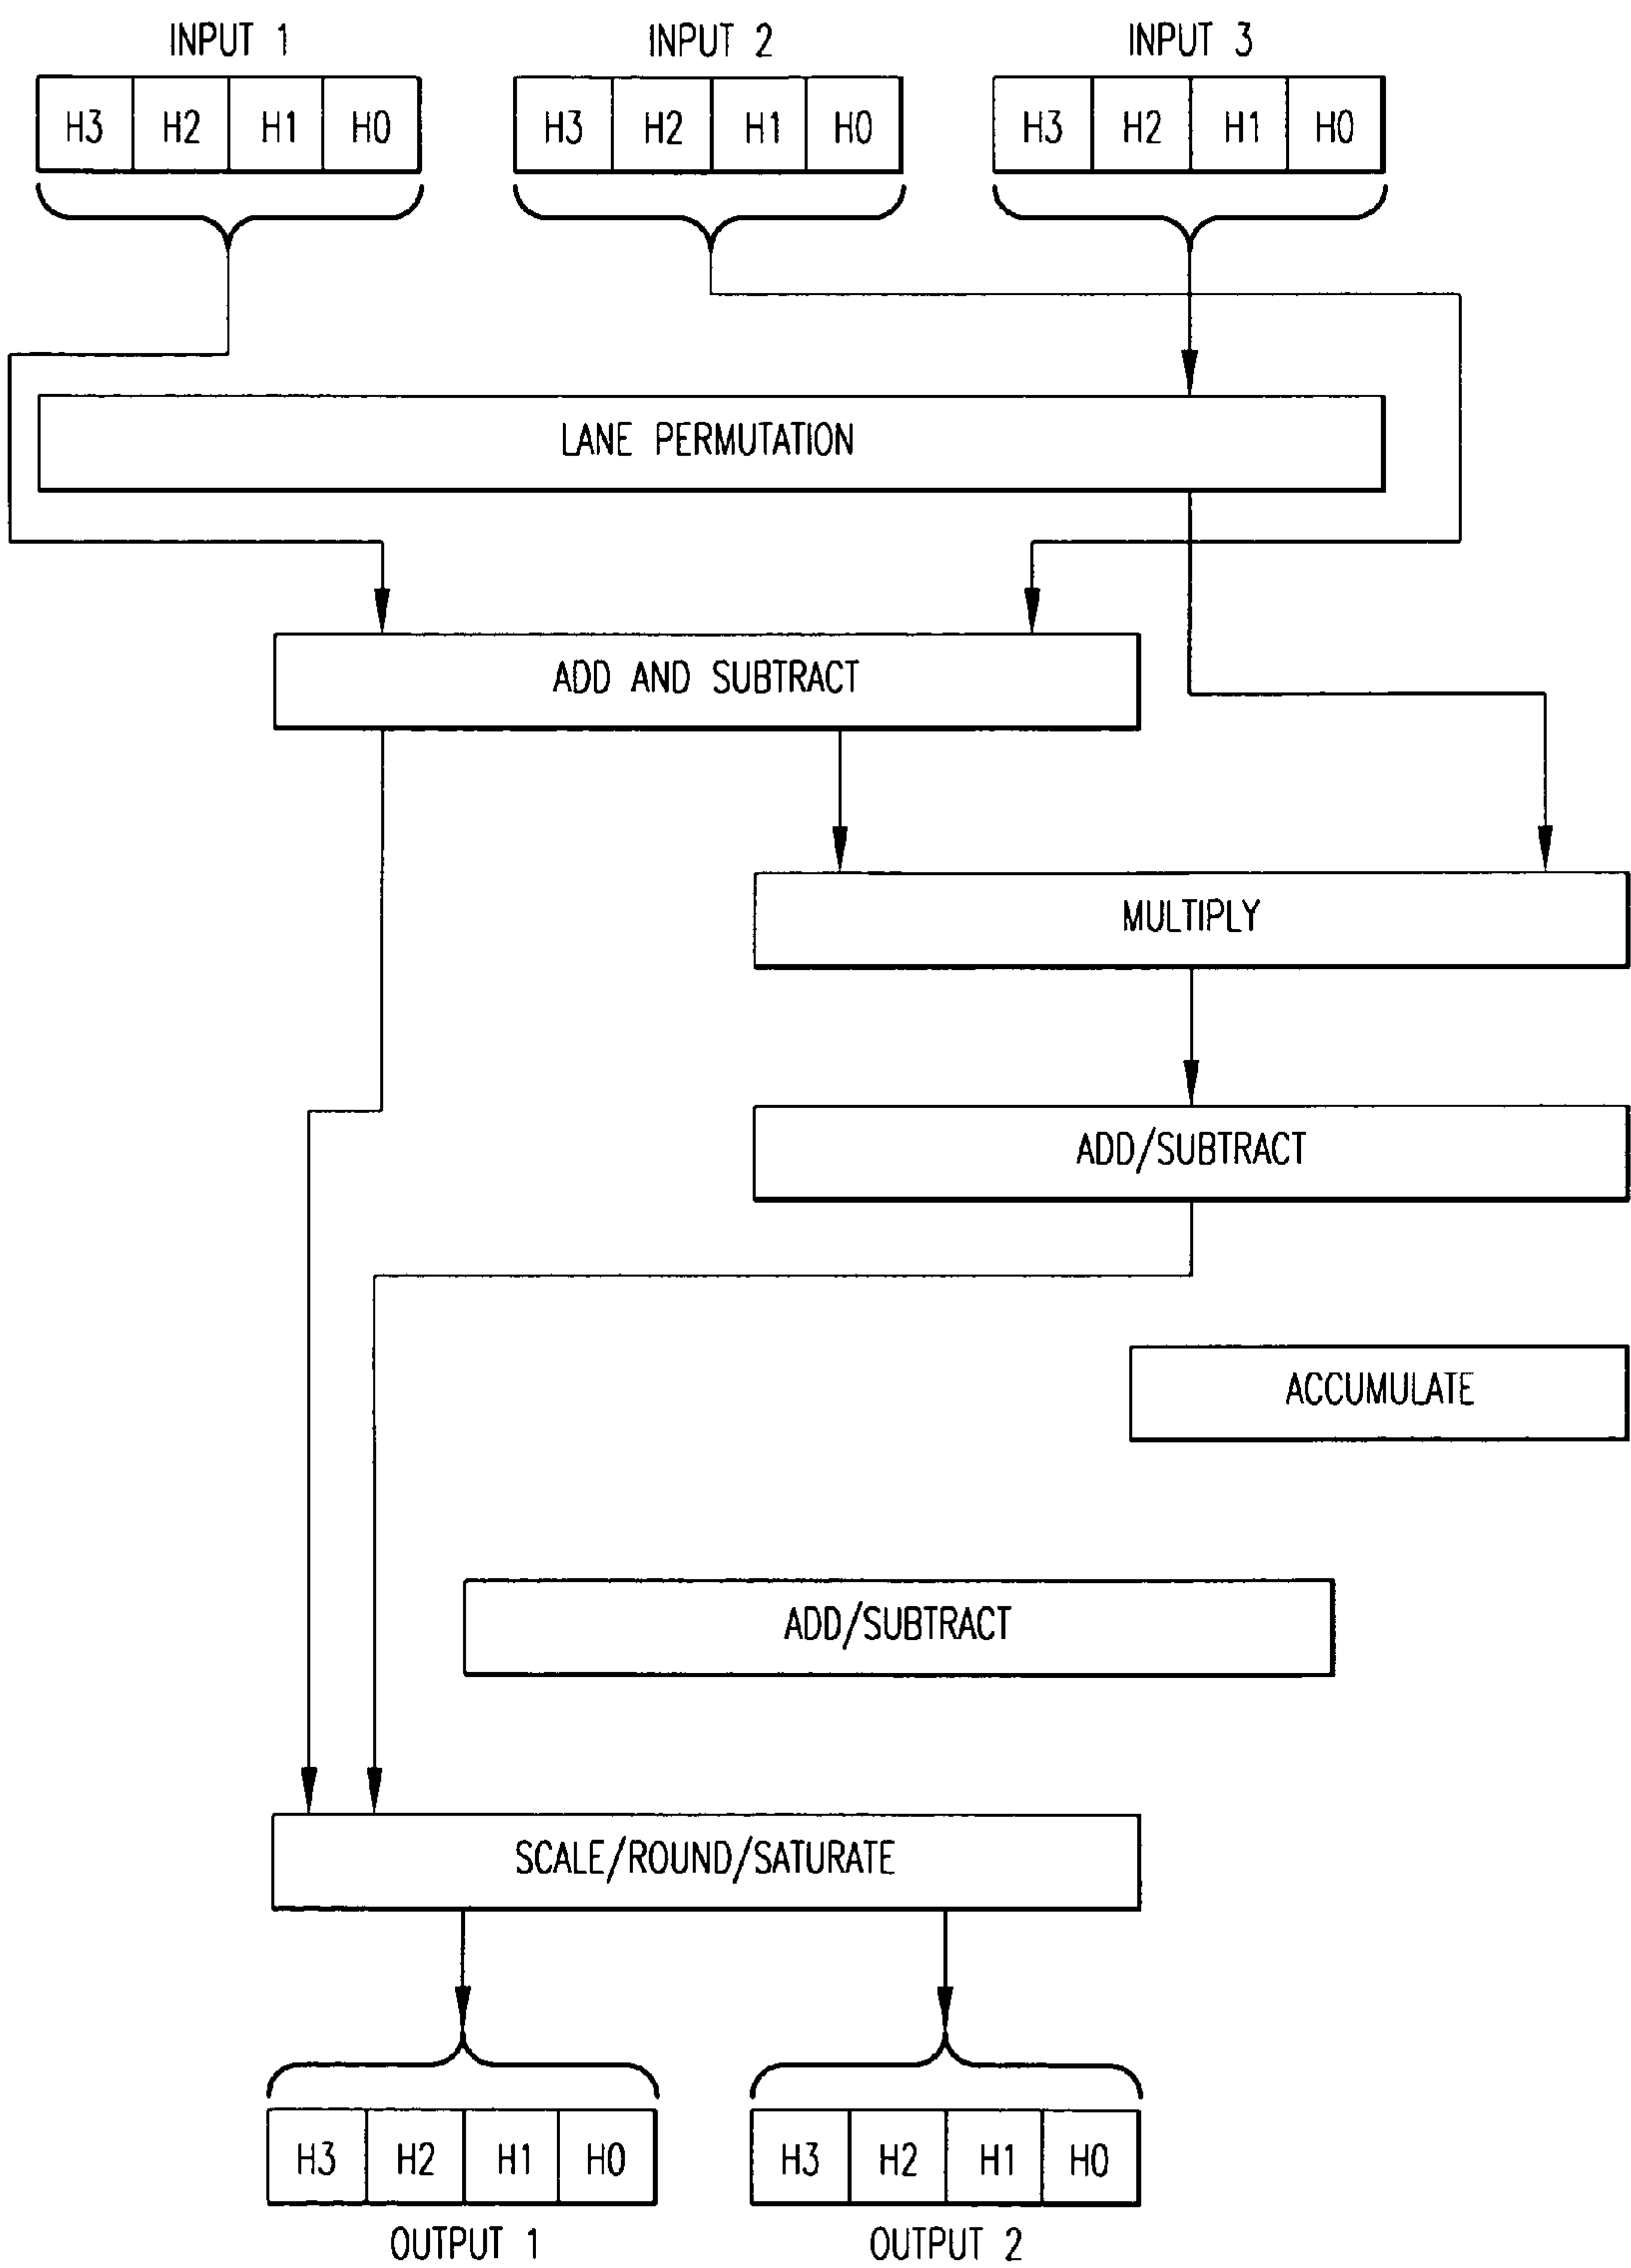 INPUT 1 INPUT 2 INPUT 3
H3 H2 H1 H0 H3 H2 H1 H0 H3 H2 H1 H0
LANE PERMUTATION
ADD AND SUBTRACT
MULTIPLY
ADD/SUBTRACT
ACCUMULATE
ADD/SUBTRACT
SCALE/ROUND/SATURATE
H3 H2 H1 H0 H3 H2 H1 H0
OUTPUT 1 OUTPUT 2